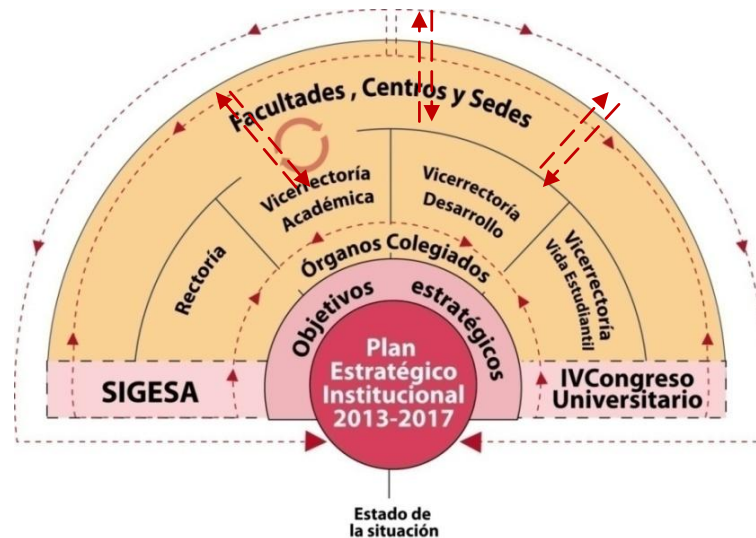 Facultades , Centros y Sedes
Rectoría
Vicerrectoría
Académica
Vicerrectoría
Desarrollo
Vicerrectoría
Vida Estudiantil
Órganos Colegiados
Objetivos estratégicos
Plan
Estratégico
Institucional
2013-2017
SIGESA
IVCongreso
Universitario
Estado de
la situación